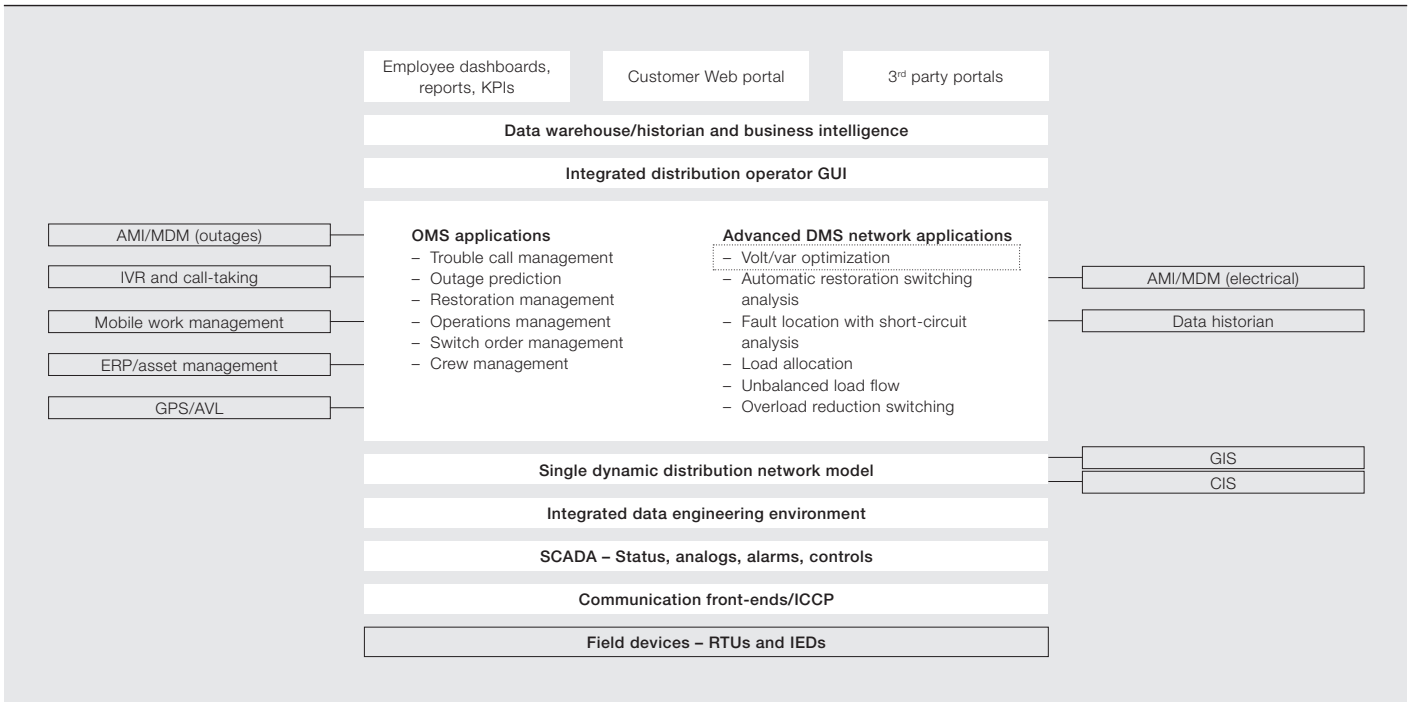 Employee dashboards,
reports, KPIs
Customer Web portal
3rd party portals
Data warehouse/historian and business intelligence
Integrated distribution operator GUI
AMI/MDM (outages)
IVR and call-taking
Mobile work management
ERP/asset management
GPS/AVL
OMS applications
– Trouble call management
– Outage prediction
– Restoration management
– Operations management
– Switch order management
– Crew management
Advanced DMS network applications
– Volt/var optimization
– Automatic restoration switching
analysis
– Fault location with short-circuit
analysis
– Load allocation
– Unbalanced load flow
– Overload reduction switching
AMI/MDM (electrical)
Data historian
Single dynamic distribution network model
GIS
CIS
Integrated data engineering environment
SCADA – Status, analogs, alarms, controls
Communication front-ends/ICCP
Field devices – RTUs and IEDs